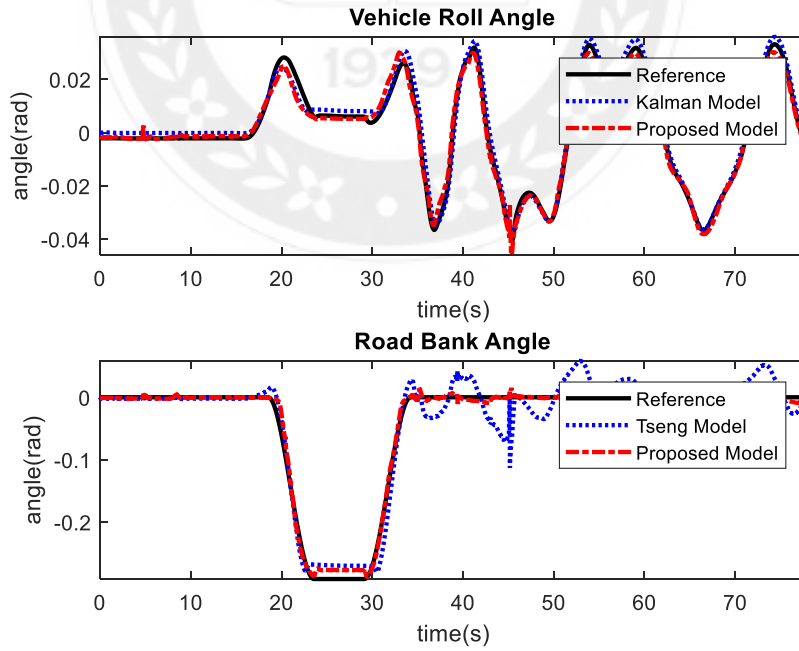 Vehicle Roll Angle
0.02
0
-0.02
-0.04
angle(rad)
1939
Reference
Kalman Model
Proposed Model
0 10 20 30 40 50 60 70
time(s)
Road Bank Angle
0
-0.1
-0.2
angle(rad)
Reference
Tseng Model
Proposed Model
0 10 20 30 40 50 60 70
time(s)